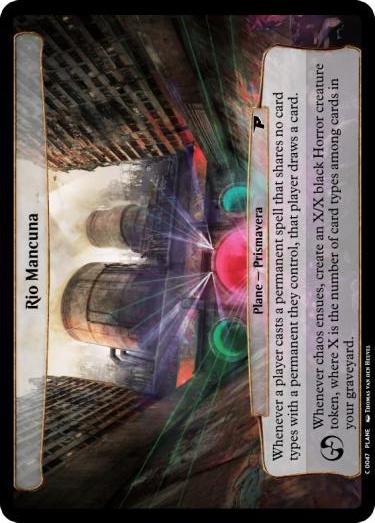 Rio Mancuna
Plane — Prismavera
Whenever a player casts a permanent spell that shares no card
types with a permanent they control, that player draws a card.
Whenever chaos ensues, create an X/X black Horror creature
token, where X is the number of card types among cards in
your graveyard.
C 0047 PLANE Thomas van den Heuvel